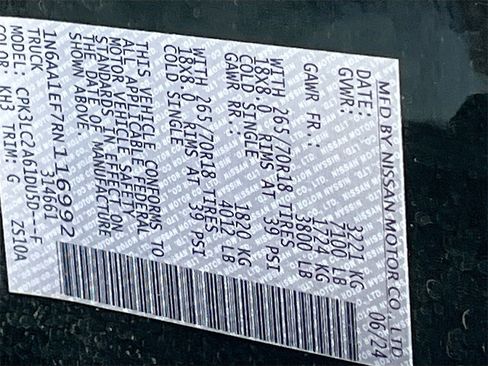 MFD BY NISSAN MOTOR CO., LTD
DATE: 06/24
GVWR: 3221 KG
7100 LB
GAWR FR: 1724 KG
3800 LB
WITH 265/70R18 TIRES
18X8.0 RIMS AT 39 PSI
COLD SINGLE
GAWR RR: 1820 KG
4012 LB
WITH 265/70R18 TIRES
18X8.0 RIMS AT 39 PSI
COLD SINGLE
THIS VEHICLE CONFORMS TO
ALL APPLICABLE FEDERAL
MOTOR VEHICLE SAFETY
STANDARDS IN EFFECT ON
THE DATE OF MANUFACTURE
SHOWN ABOVE.
1N6AA1EF7RN116992
TRUCK 314661
MODEL: CPK31C2A61DU5D---F
COLOR: KH3 TRIM: G 2510A